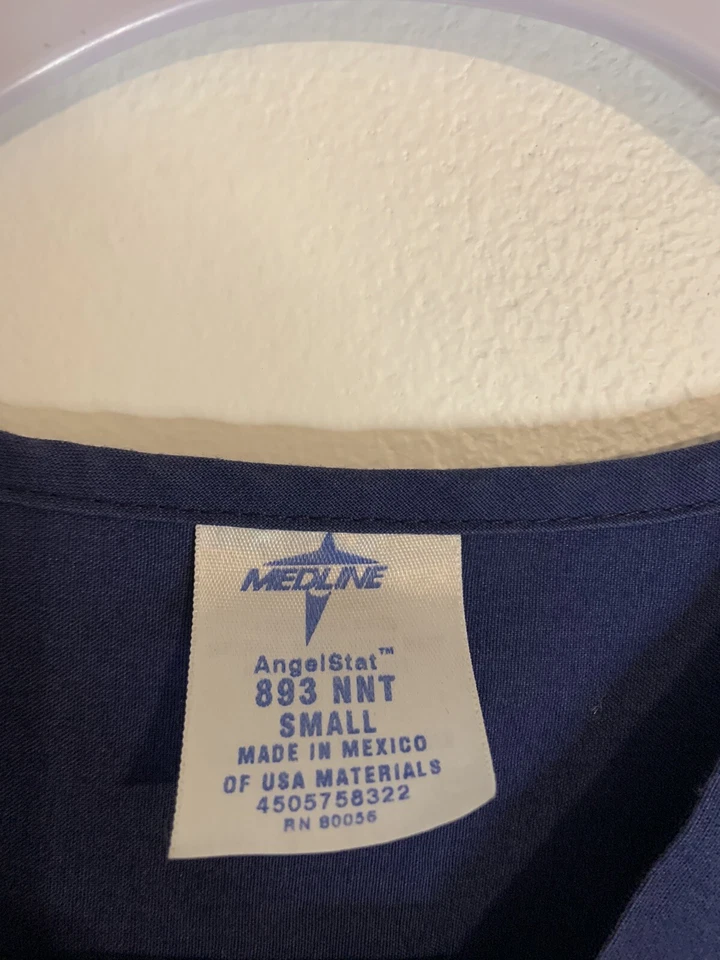 MEDLINE
AngelStat™
893 NNT
SMALL
MADE IN MEXICO
OF USA MATERIALS
4505758322
RN 80056